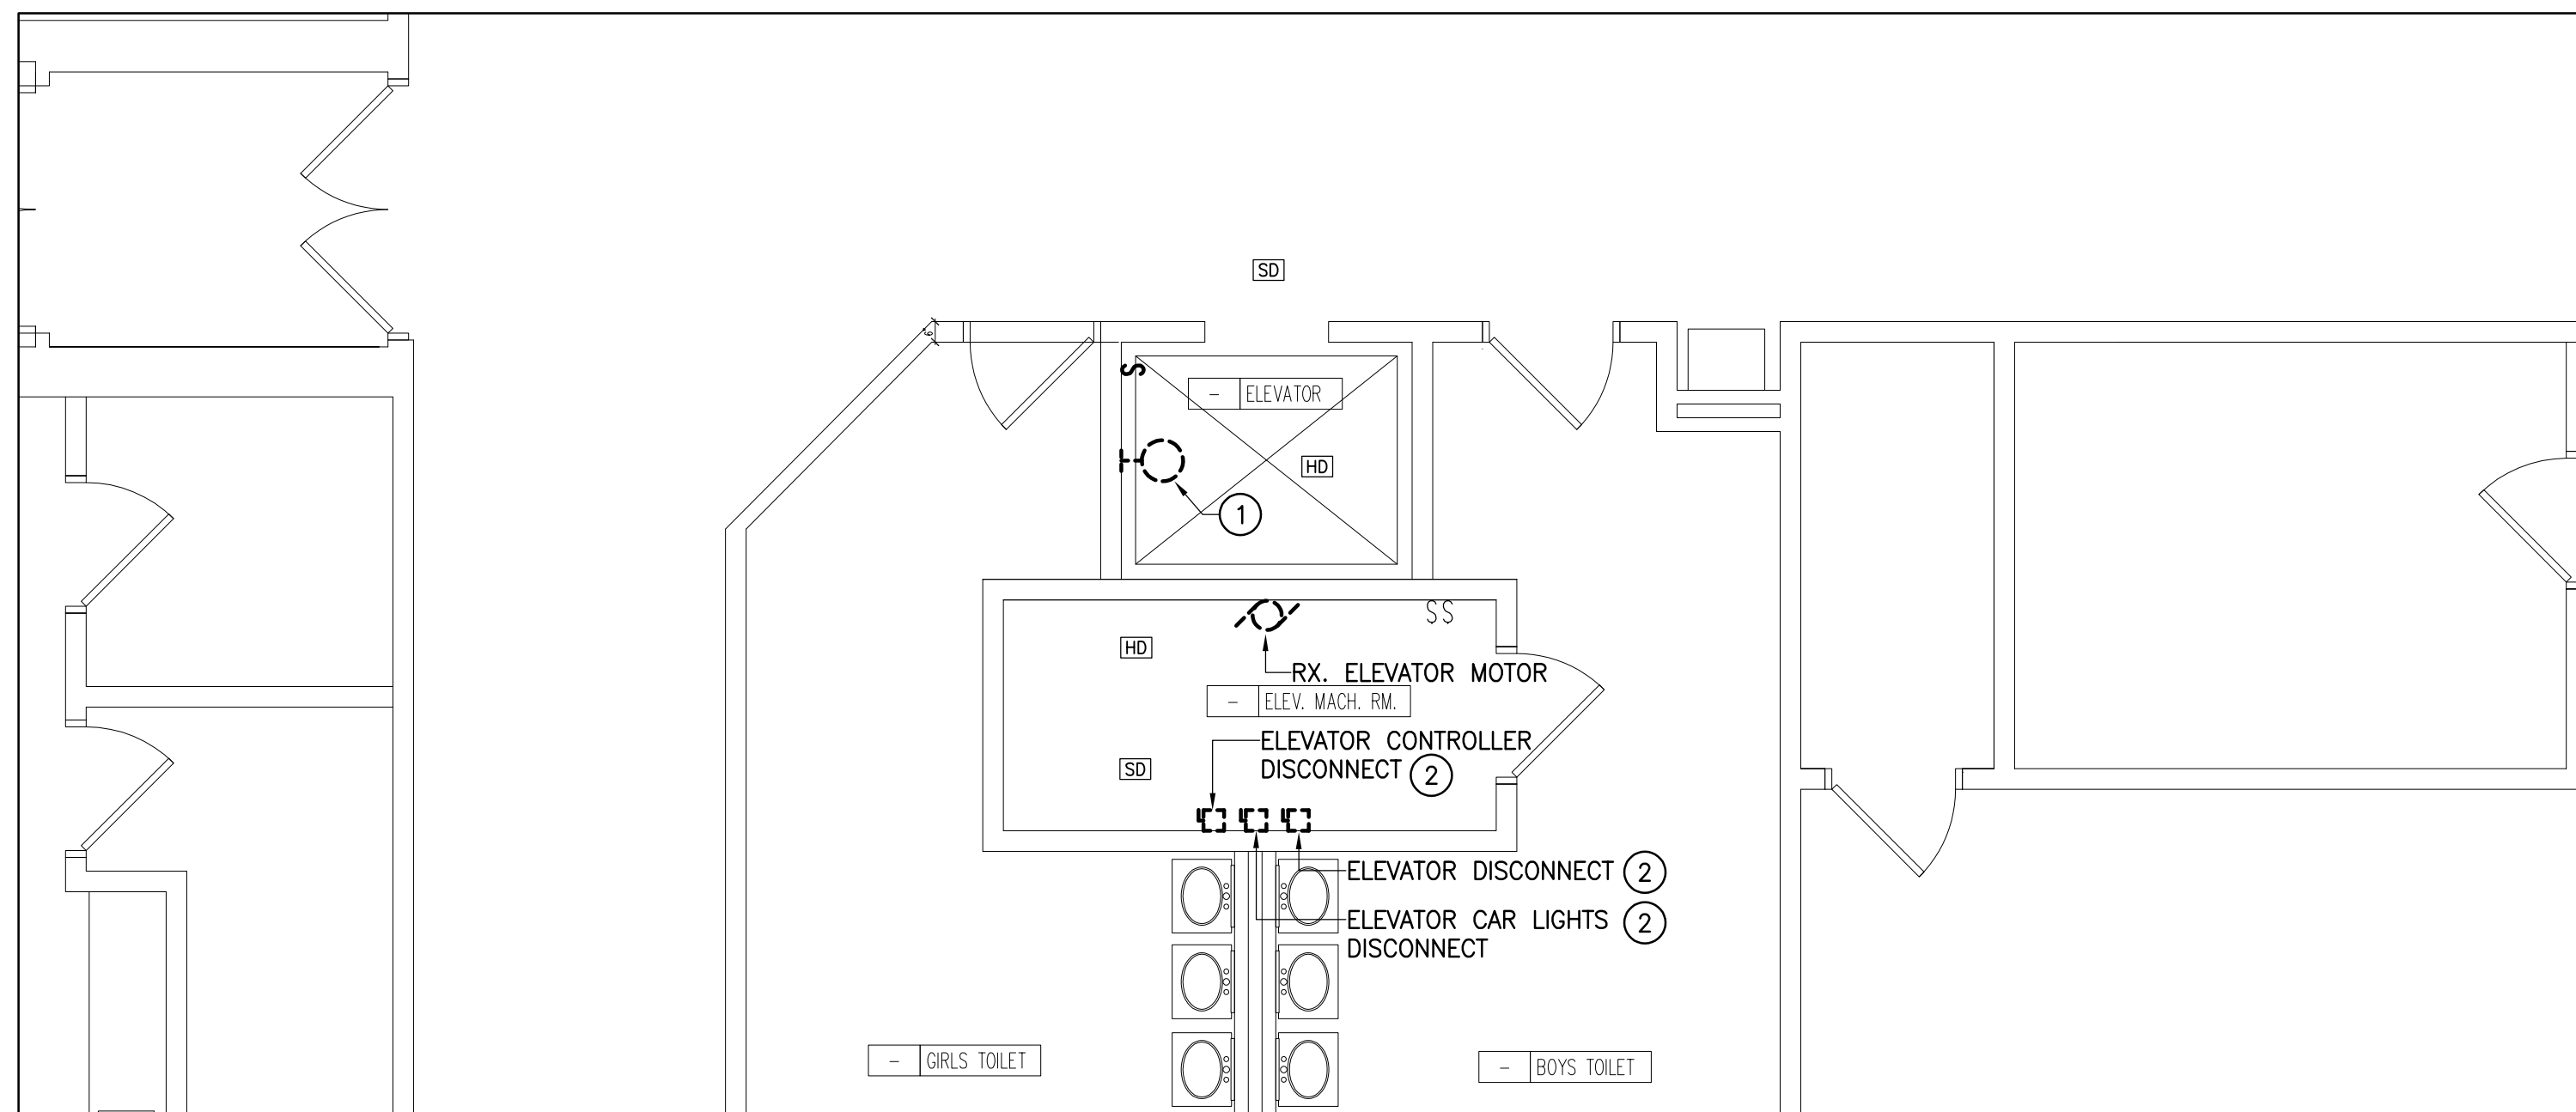 SD
6"
S
- ELEVATOR
HD
1
SS
HD
RX. ELEVATOR MOTOR
- ELEV. MACH. RM.
ELEVATOR CONTROLLER
DISCONNECT 2
SD
ELEVATOR DISCONNECT 2
ELEVATOR CAR LIGHTS 2
DISCONNECT
- GIRLS TOILET
- BOYS TOILET